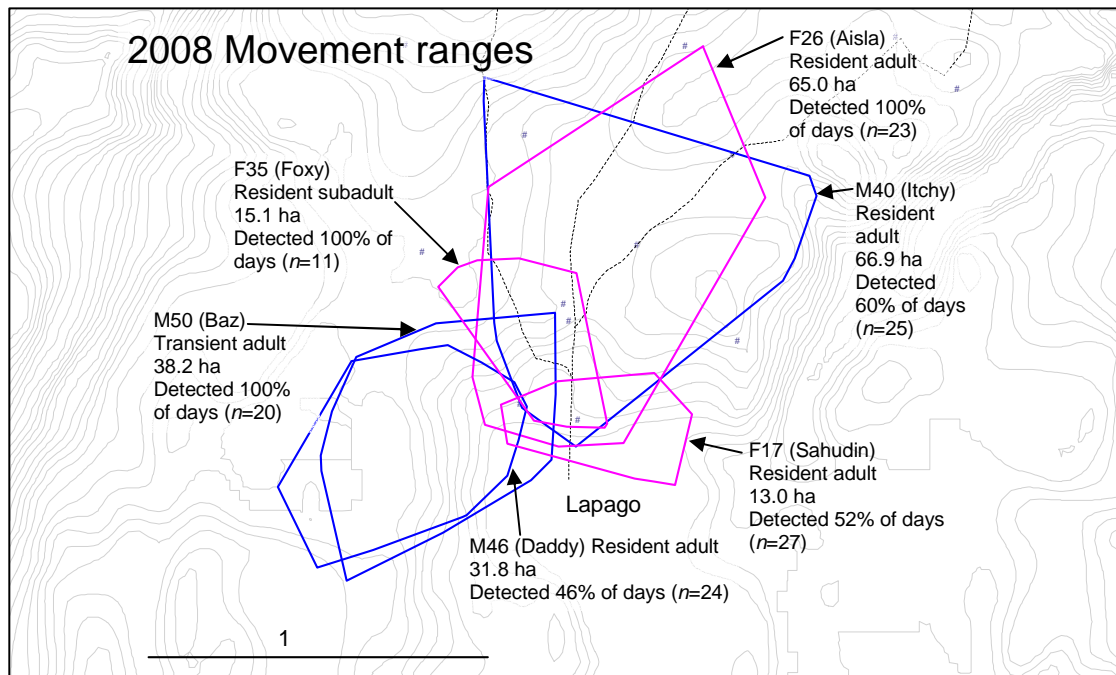 2008 Movement ranges
F26 (Aisla)
Resident adult
65.0 ha
Detected 100%
of days (n=23)
F35 (Foxy)
Resident subadult
15.1 ha
Detected 100% of
days (n=11)
M40 (Itchy)
Resident
adult
66.9 ha
Detected
60% of days
(n=25)
M50 (Baz)
Transient adult
38.2 ha
Detected 100%
of days (n=20)
F17 (Sahudin)
Resident adult
13.0 ha
Detected 52% of days
(n=27)
Lapago
M46 (Daddy) Resident adult
31.8 ha
Detected 46% of days (n=24)
1